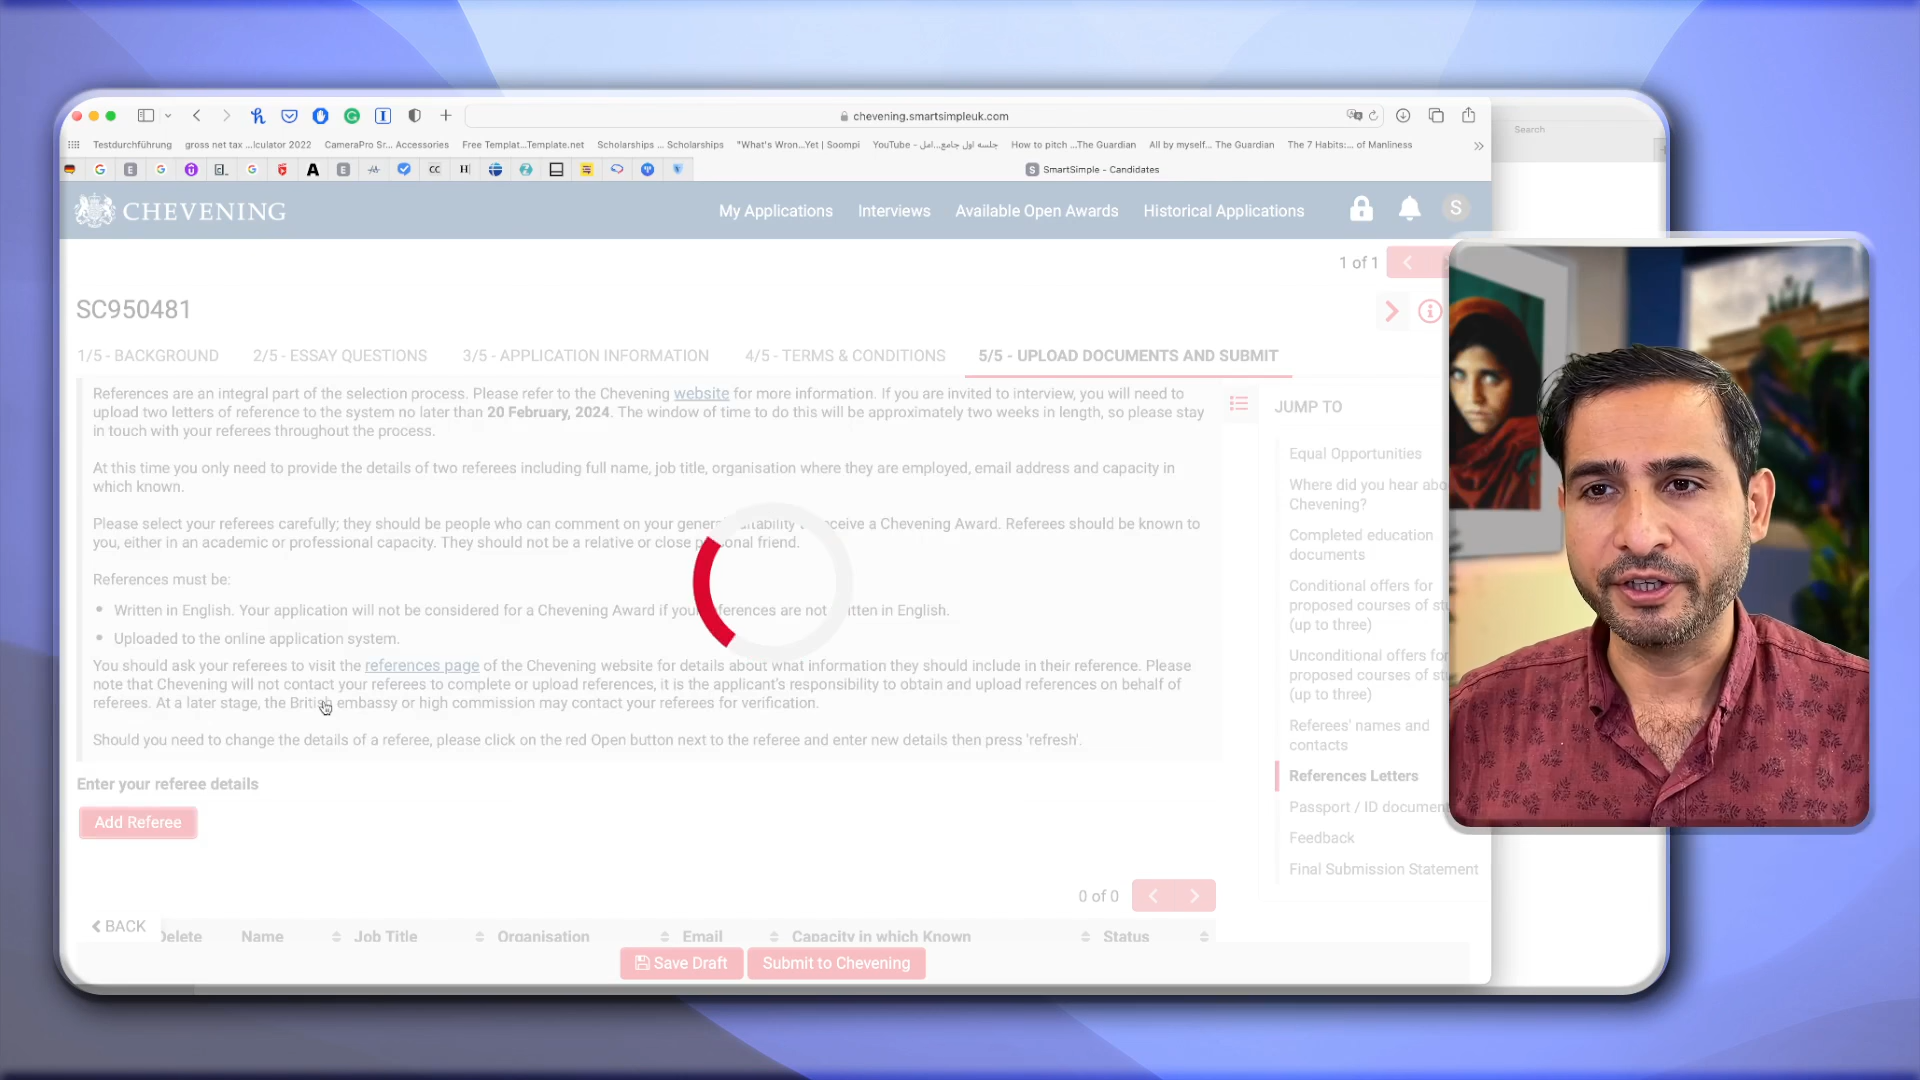 chevening.smartsimpleuk.com
Search
Testdurchführung
gross net tax ...lculator 2022
CameraPro Sr... Accessories
Free Templat...Template.net
Scholarships ... Scholarships
"What's Wron...Yet | Soompi
YouTube - جلسه اول جامع...امل
How to pitch ...The Guardian
All by myself... The Guardian
The 7 Habits:... of Manliness
SmartSimple - Candidates
CHEVENING
My Applications
Interviews
Available Open Awards
Historical Applications
S
1 of 1
SC950481
1/5 - BACKGROUND
2/5 - ESSAY QUESTIONS
3/5 - APPLICATION INFORMATION
4/5 - TERMS & CONDITIONS
5/5 - UPLOAD DOCUMENTS AND SUBMIT
References are an integral part of the selection process. Please refer to the Chevening website for more information. If you are invited to interview, you will need to
upload two letters of reference to the system no later than 20 February, 2024. The window of time to do this will be approximately two weeks in length, so please stay
in touch with your referees throughout the process.
At this time you only need to provide the details of two referees including full name, job title, organisation where they are employed, email address and capacity in
which known.
Please select your referees carefully; they should be people who can comment on your general suitability to receive a Chevening Award. Referees should be known to
you, either in an academic or professional capacity. They should not be a relative or close personal friend.
References must be:
• Written in English. Your application will not be considered for a Chevening Award if your references are not written in English.
• Uploaded to the online application system.
You should ask your referees to visit the references page of the Chevening website for details about what information they should include in their reference. Please
note that Chevening will not contact your referees to complete or upload references, it is the applicant's responsibility to obtain and upload references on behalf of
referees. At a later stage, the British embassy or high commission may contact your referees for verification.
Should you need to change the details of a referee, please click on the red Open button next to the referee and enter new details then press 'refresh'.
Enter your referee details
Add Referee
0 of 0
BACK
Delete
Name
Job Title
Organisation
Email
Capacity in which Known
Status
Save Draft
Submit to Chevening
JUMP TO
Equal Opportunities
Where did you hear abo
Chevening?
Completed education
documents
Conditional offers for
proposed courses of stu
(up to three)
Unconditional offers for
proposed courses of stu
(up to three)
Referees' names and
contacts
References Letters
Passport / ID documen
Feedback
Final Submission Statement